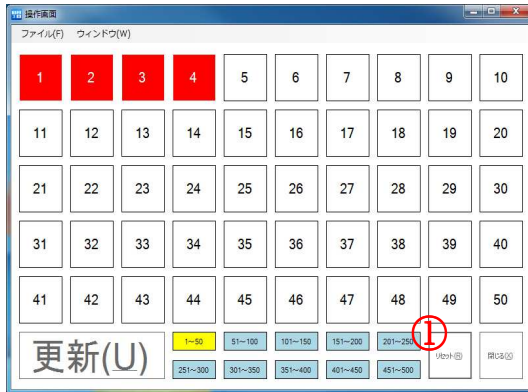 操作画面
ファイル(F) ウィンドウ(W)
1 2 3 4 5 6 7 8 9 10
11 12 13 14 15 16 17 18 19 20
21 22 23 24 25 26 27 28 29 30
31 32 33 34 35 36 37 38 39 40
41 42 43 44 45 46 47 48 49 50
①
更新(U)
1~50 51~100 101~150 151~200 201~250
251~300 301~350 351~400 401~450 451~500
リセット(R)
閉じる(X)